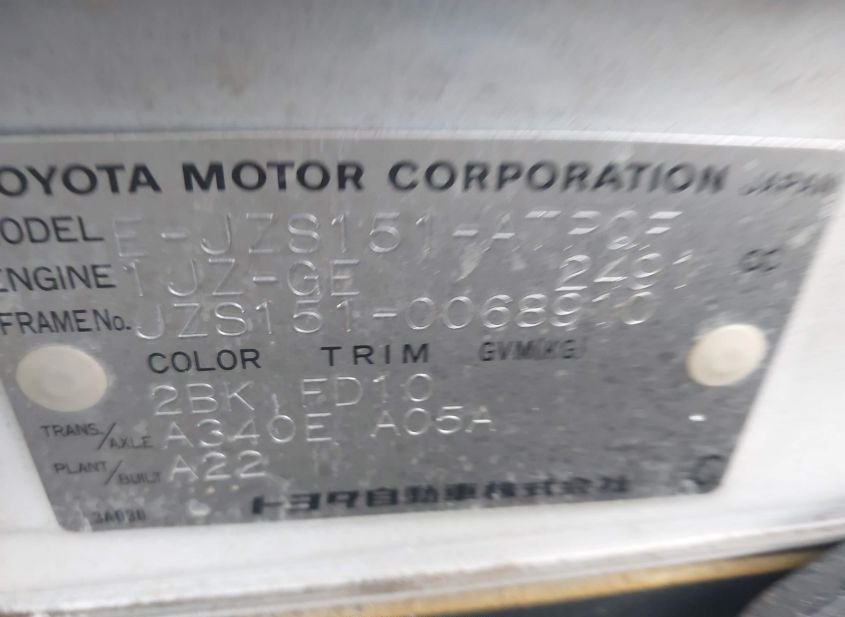 TOYOTA MOTOR CORPORATION JAPAN
MODEL E-JZS151-ATPQF
ENGINE 1JZ-GE 2491 CC
FRAME No. JZS151-0068910
COLOR TRIM GVM(KG)
2BK FD10
TRANS./AXLE A340E A05A
PLANT/BUILT A22
トヨタ自動車株式会社 C